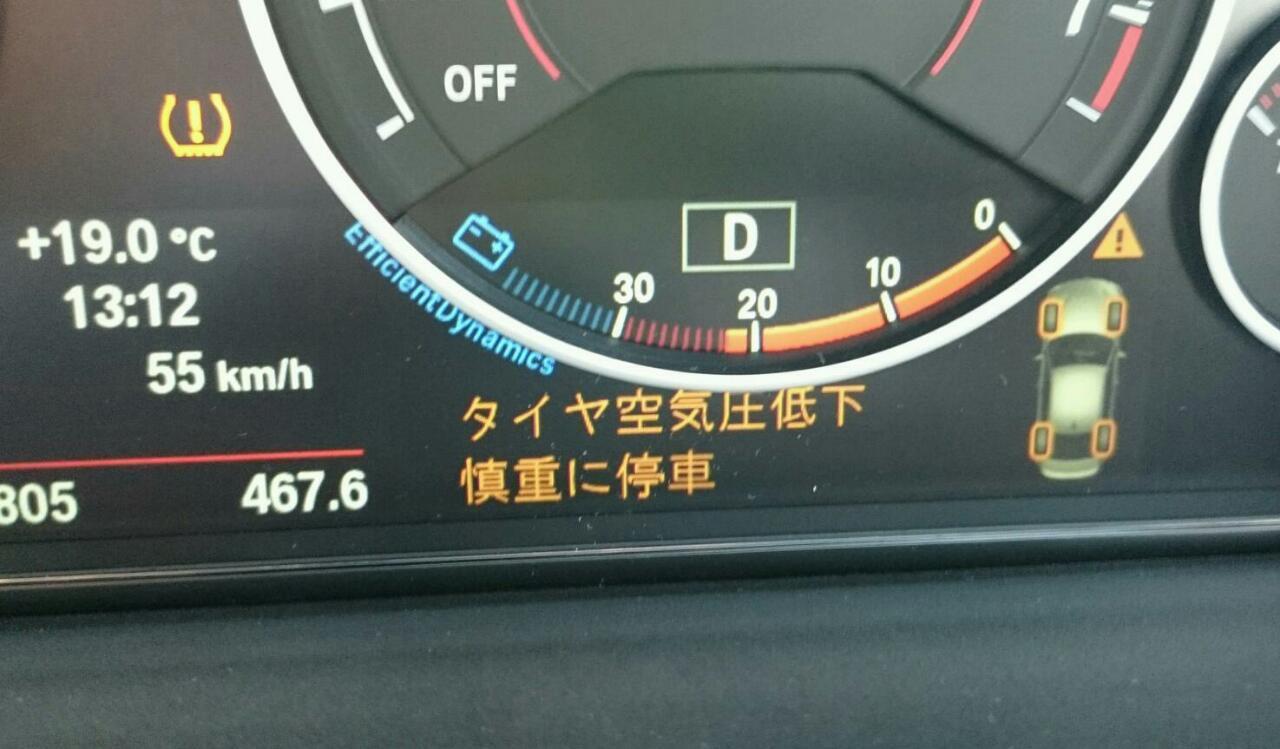 OFF
+19.0 °C
13:12
55 km/h
805
467.6
EfficientDynamics
D
30
20
10
0
タイヤ空気圧低下
慎重に停車